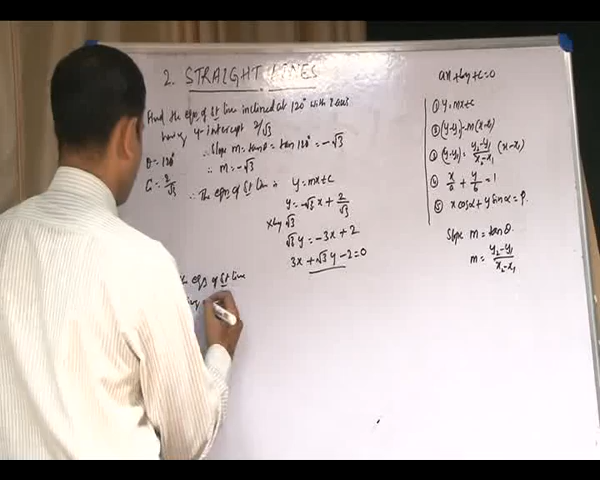 2. STRAIGHT LINES
Find the eqn of st line inclined at 120° with X axis
having y-intercept 2/√3
θ = 120° ∴ Slope m = tanθ = tan 120° = -√3
C = 2/√3 ∴ m = -√3
∴ The eqn of st line is y = mx + c
y = -√3 x + 2/√3
x by √3
√3 y = -3x + 2
3x + √3 y - 2 = 0
eqn of st line
ax + by + c = 0
① y = mx + c
② (y-y₁) = m(x-x₁)
③ (y-y₁) = y₂-y₁/x₂-x₁ (x-x₁)
④ x/a + y/b = 1
⑤ x cosα + y sinα = P.
Slope m = tanθ.
m = y₂-y₁/x₂-x₁